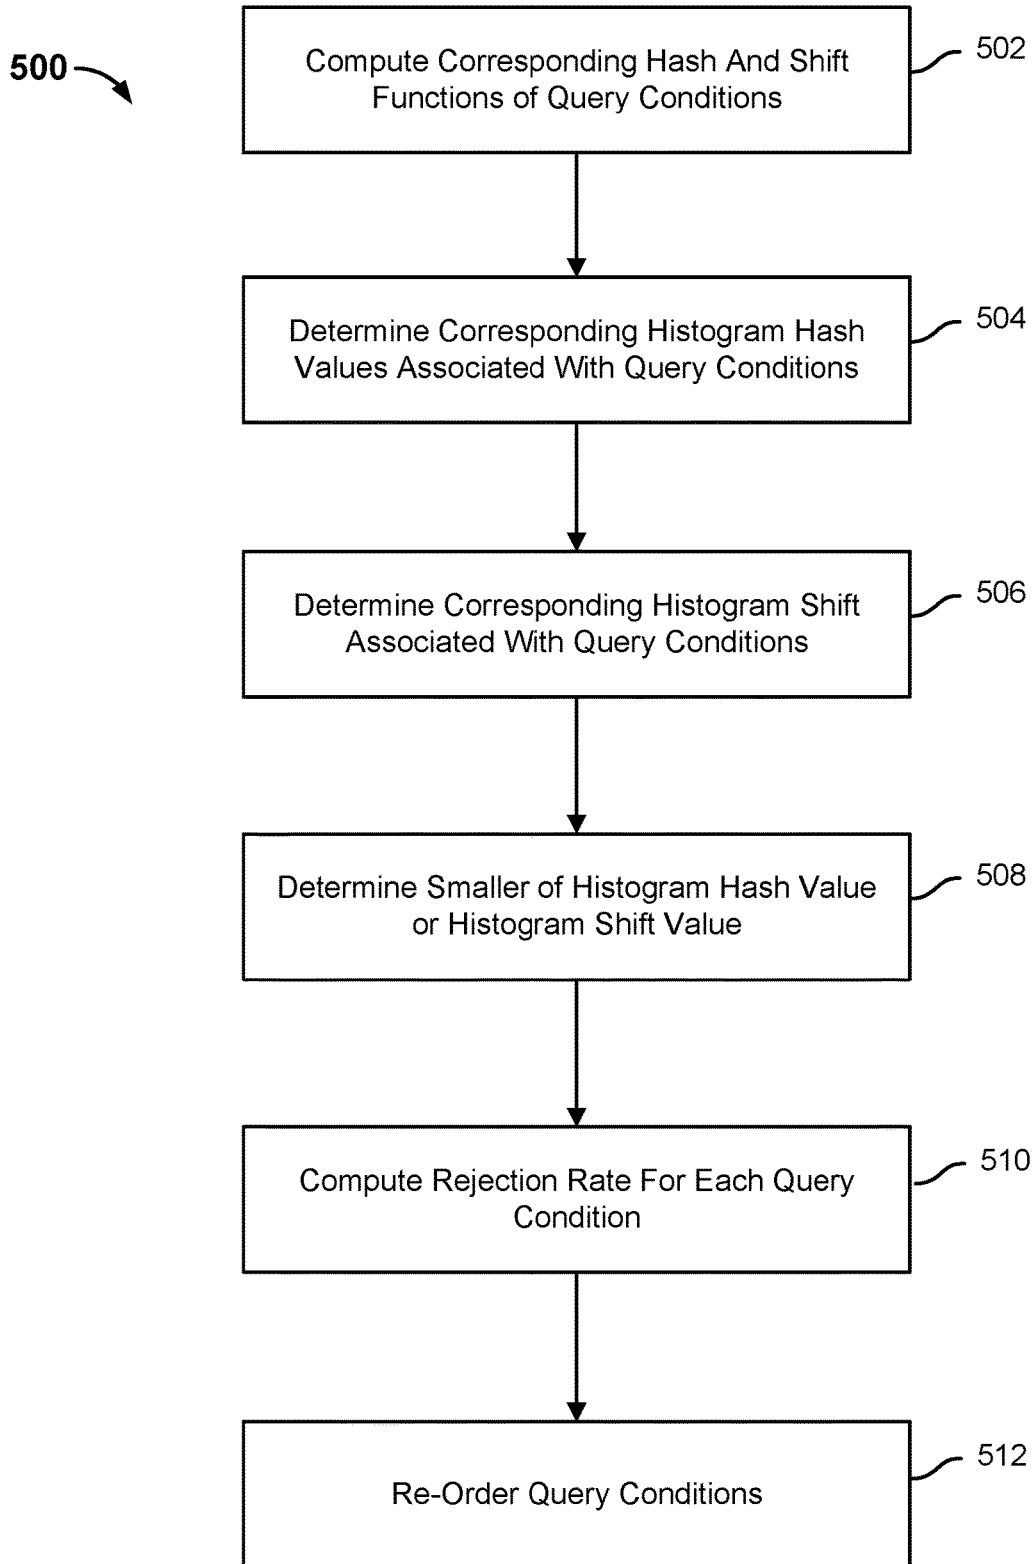 500
Compute Corresponding Hash And Shift
Functions of Query Conditions
502
Determine Corresponding Histogram Hash
Values Associated With Query Conditions
504
Determine Corresponding Histogram Shift
Associated With Query Conditions
506
Determine Smaller of Histogram Hash Value
or Histogram Shift Value
508
Compute Rejection Rate For Each Query
Condition
510
Re-Order Query Conditions
512